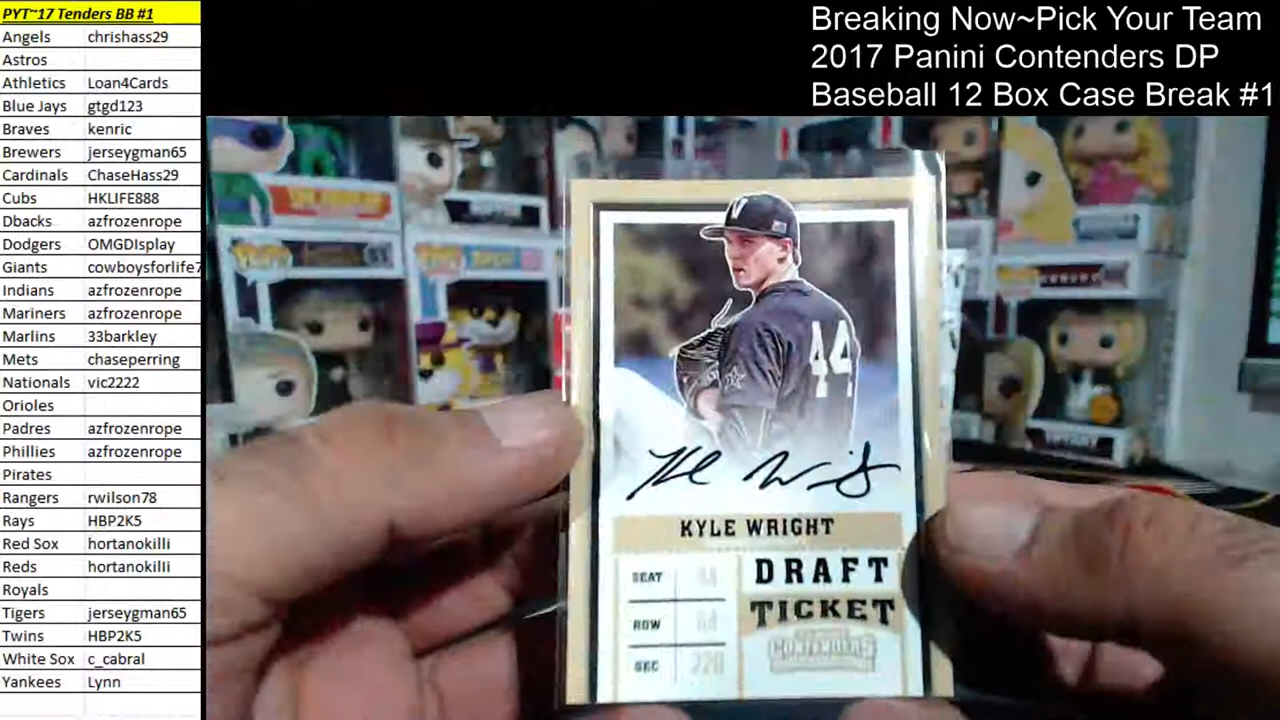 PYT~17 Tenders BB #1
Angels chrishass29
Astros
Athletics Loan4Cards
Blue Jays gtgd123
Braves kenric
Brewers jerseygman65
Cardinals ChaseHass29
Cubs HKLIFE888
Dbacks azfrozenrope
Dodgers OMGDIsplay
Giants cowboysforlife7
Indians azfrozenrope
Mariners azfrozenrope
Marlins 33barkley
Mets chaseperring
Nationals vic2222
Orioles
Padres azfrozenrope
Phillies azfrozenrope
Pirates
Rangers rwilson78
Rays HBP2K5
Red Sox hortanokilli
Reds hortanokilli
Royals
Tigers jerseygman65
Twins HBP2K5
White Sox c_cabral
Yankees Lynn
Breaking Now~Pick Your Team
2017 Panini Contenders DP
Baseball 12 Box Case Break #1
V
44
KYLE WRIGHT
SEAT 44
ROW
SEC
DRAFT
TICKET
CONTENDERS